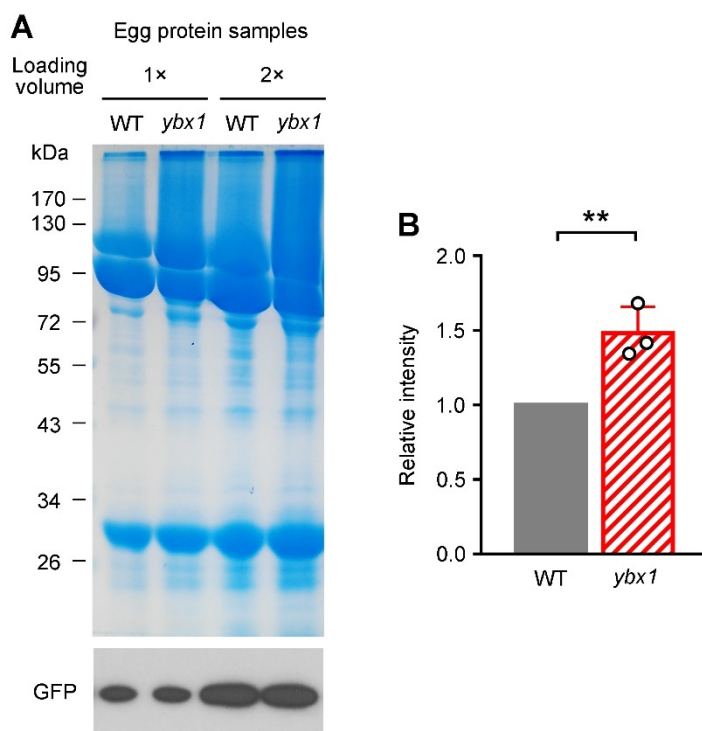 A
Egg protein samples
Loading volume
1×
2×
WT
ybx1
WT
ybx1
kDa
170
130
95
72
55
43
34
26
GFP
B
**
Relative intensity
2.0
1.5
1.0
0.5
0.0
WT
ybx1